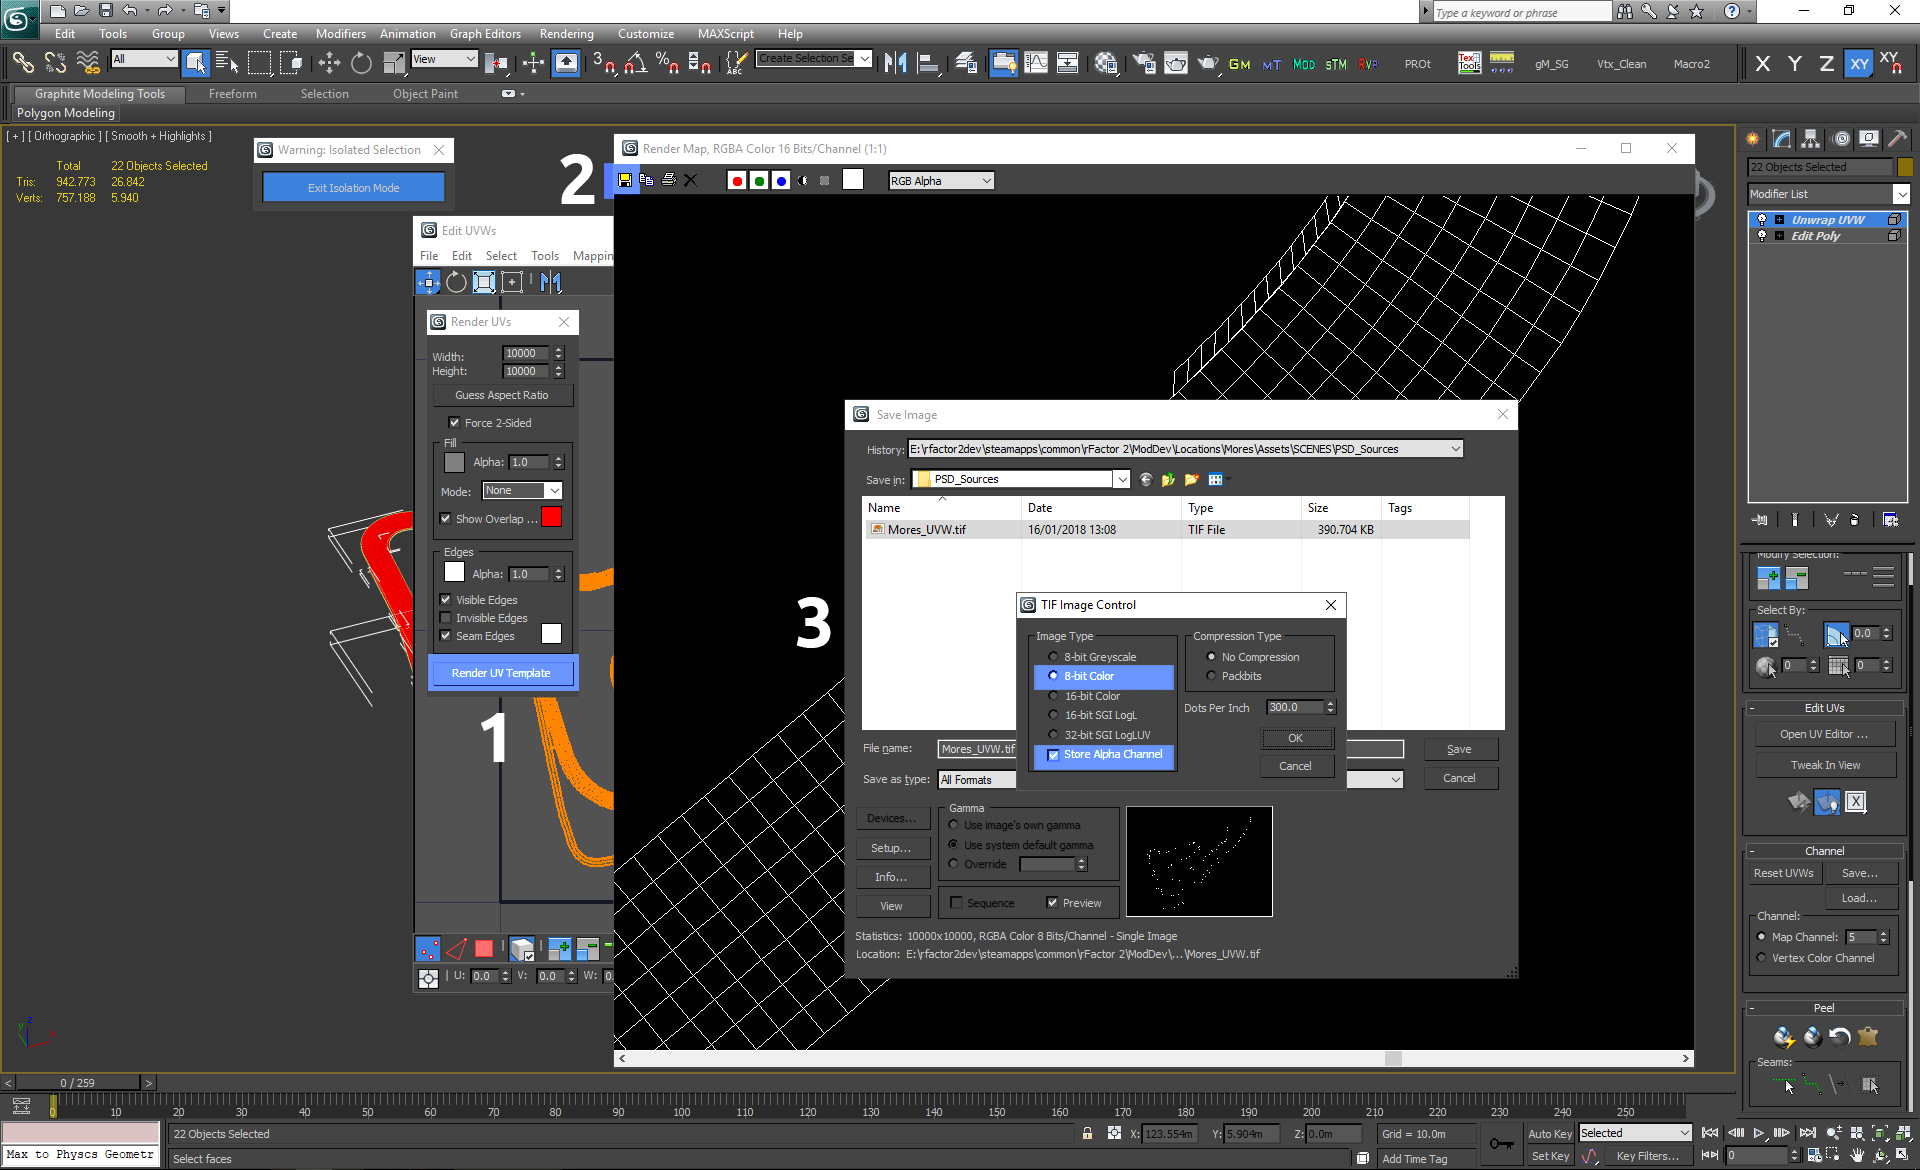 Type a keyword or phrase
Edit Tools Group Views Create Modifiers Animation Graph Editors Rendering Customize MAXScript Help
All View Create Selection Se GM MT MOD sTM RVP PROt gM_SG Vtx_Clean Macro2 X Y Z XY XY
Graphite Modeling Tools Freeform Selection Object Paint
Polygon Modeling
[ + ] [ Orthographic ] [ Smooth + Highlights ]
Total 22 Objects Selected
Tris: 942.773 26.842
Verts: 757.188 5.940
Warning: Isolated Selection
Exit Isolation Mode
2
Render Map, RGBA Color 16 Bits/Channel (1:1)
RGB Alpha
Edit UVWs
File Edit Select Tools Mappin
Render UVs
Width: 10000
Height: 10000
Guess Aspect Ratio
Force 2-Sided
Fill
Alpha: 1.0
Mode: None
Show Overlap ...
Edges
Alpha: 1.0
Visible Edges
Invisible Edges
Seam Edges
Render UV Template
1
U: 0.0 V: 0.0 W: 0.
3
Save Image
History: E:\rfactor2dev\steamapps\common\rFactor 2\ModDev\Locations\Mores\Assets\SCENES\PSD_Sources
Save in: PSD_Sources
Name Date Type Size Tags
Mores_UVW.tif 16/01/2018 13:08 TIF File 390.704 KB
TIF Image Control
Image Type
8-bit Greyscale
8-bit Color
16-bit Color
16-bit SGI LogL
32-bit SGI LogLUV
Store Alpha Channel
Compression Type
No Compression
Packbits
Dots Per Inch 300.0
OK
Cancel
File name: Mores_UVW.tif Save
Save as type: All Formats Cancel
Devices...
Setup...
Info...
View
Gamma
Use image's own gamma
Use system default gamma
Override
Sequence Preview
Statistics: 10000x10000, RGBA Color 8 Bits/Channel - Single Image
Location: E:\rfactor2dev\steamapps\common\rFactor 2\ModDev\...\Mores_UVW.tif
22 Objects Selected
Modifier List
Unwrap UVW
Edit Poly
Modify Selection:
Select By:
0.0
0 0
Edit UVs
Open UV Editor ...
Tweak In View
Channel
Reset UVWs Save...
Load...
Channel:
Map Channel: 5
Vertex Color Channel
Peel
Seams:
0 / 259
0 10 20 30 40 50 60 70 80 90 100 110 120 130 140 150 160 170 180 190 200 210 220 230 240 250
22 Objects Selected X: 123.554m Y: 5.904m Z: 0.0m Grid = 10.0m Auto Key Selected
Max to Physcs Geometr Select faces Add Time Tag Set Key Key Filters... 0